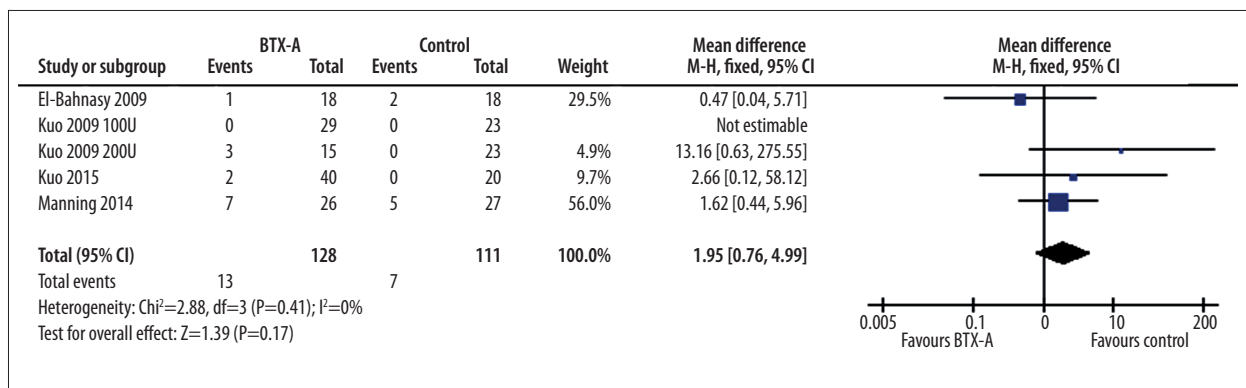 BTX-A Control Mean difference Mean difference
Study or subgroup Events Total Events Total Weight M-H, fixed, 95% CI M-H, fixed, 95% CI
El-Bahnasy 2009 1 18 2 18 29.5% 0.47 [0.04, 5.71]
Kuo 2009 100U 0 29 0 23 Not estimable
Kuo 2009 200U 3 15 0 23 4.9% 13.16 [0.63, 275.55]
Kuo 2015 2 40 0 20 9.7% 2.66 [0.12, 58.12]
Manning 2014 7 26 5 27 56.0% 1.62 [0.44, 5.96]
Total (95% CI) 128 111 100.0% 1.95 [0.76, 4.99]
Total events 13 7
Heterogeneity: Chi²=2.88, df=3 (P=0.41); I²=0%
Test for overall effect: Z=1.39 (P=0.17)
0.005 0.1 0 10 200
Favours BTX-A Favours control